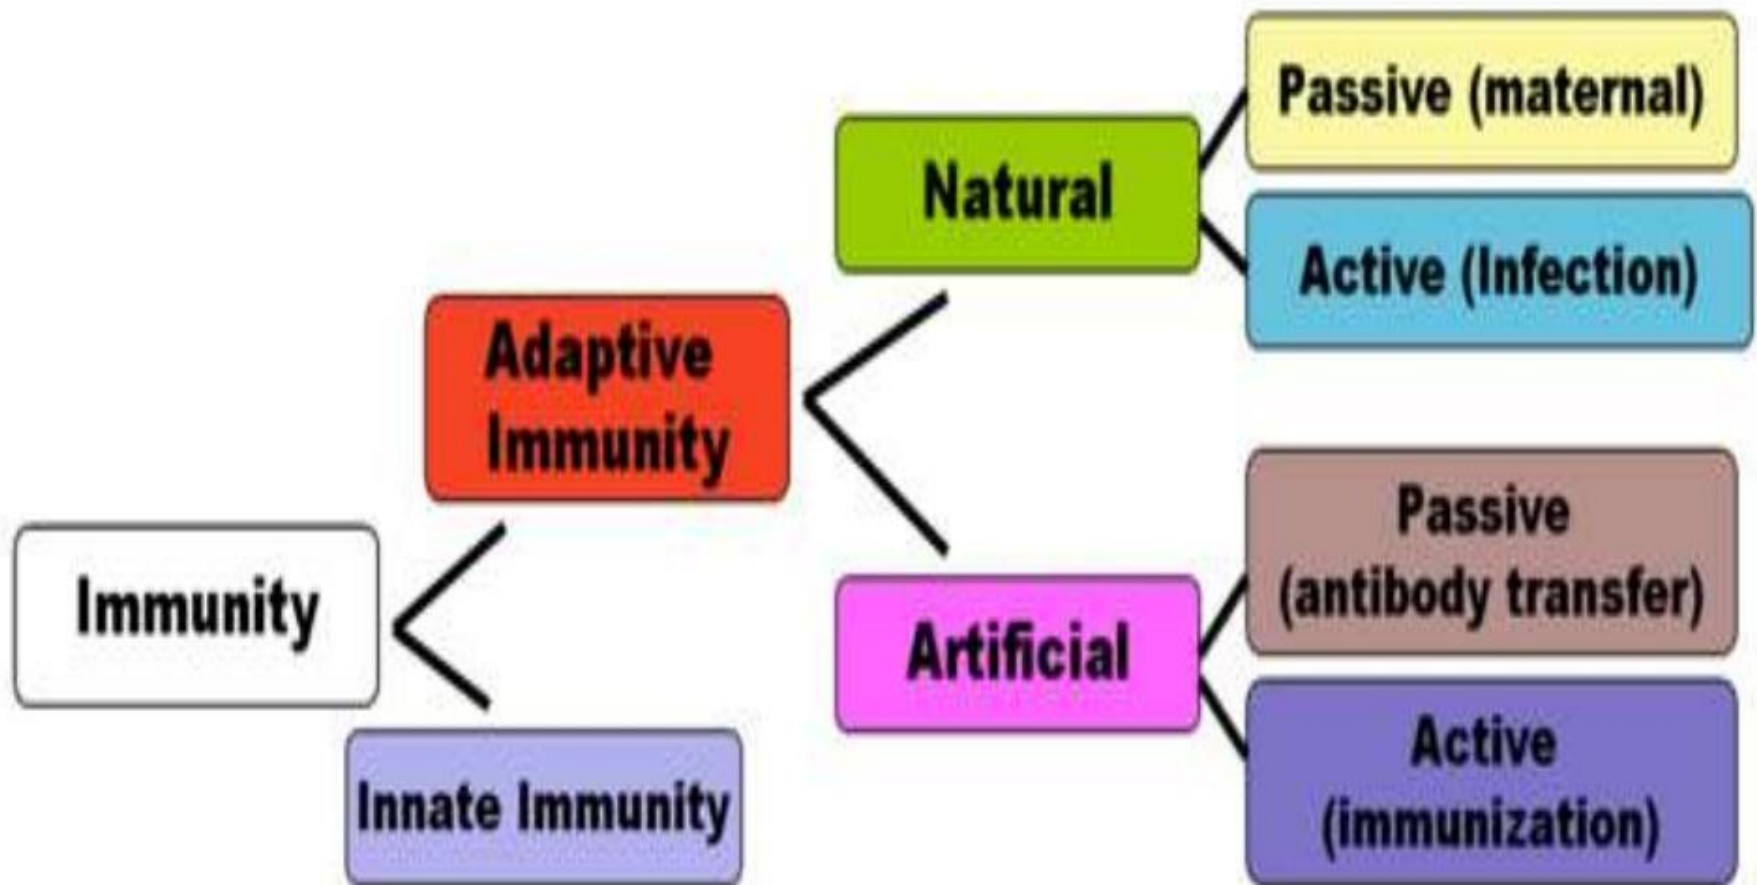 Passive (maternal)
Natural
Active (Infection)
Adaptive
Immunity
Passive
(antibody transfer)
Immunity
Artificial
Active
(immunization)
Innate Immunity